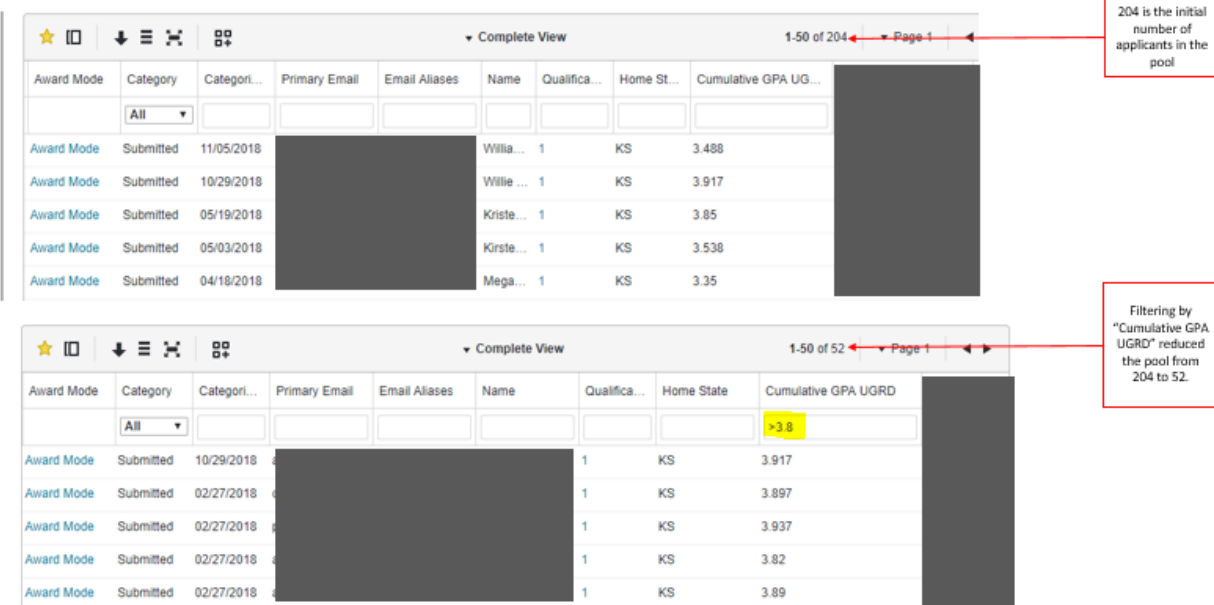 204 is the initial
number of
applicants in the
pool
Complete View 1-50 of 204 Page 1
Award Mode Category Categori... Primary Email Email Aliases Name Qualifica... Home St... Cumulative GPA UG...
All
Award Mode Submitted 11/05/2018 Willia... 1 KS 3.488
Award Mode Submitted 10/29/2018 Willie ... 1 KS 3.917
Award Mode Submitted 05/19/2018 Kriste... 1 KS 3.85
Award Mode Submitted 05/03/2018 Kirste... 1 KS 3.538
Award Mode Submitted 04/18/2018 Mega... 1 KS 3.35
Filtering by
"Cumulative GPA
UGRD" reduced
the pool from
204 to 52.
Complete View 1-50 of 52 Page 1
Award Mode Category Categori... Primary Email Email Aliases Name Qualifica... Home State Cumulative GPA UGRD
All >3.8
Award Mode Submitted 10/29/2018 1 KS 3.917
Award Mode Submitted 02/27/2018 1 KS 3.897
Award Mode Submitted 02/27/2018 1 KS 3.937
Award Mode Submitted 02/27/2018 1 KS 3.82
Award Mode Submitted 02/27/2018 1 KS 3.89